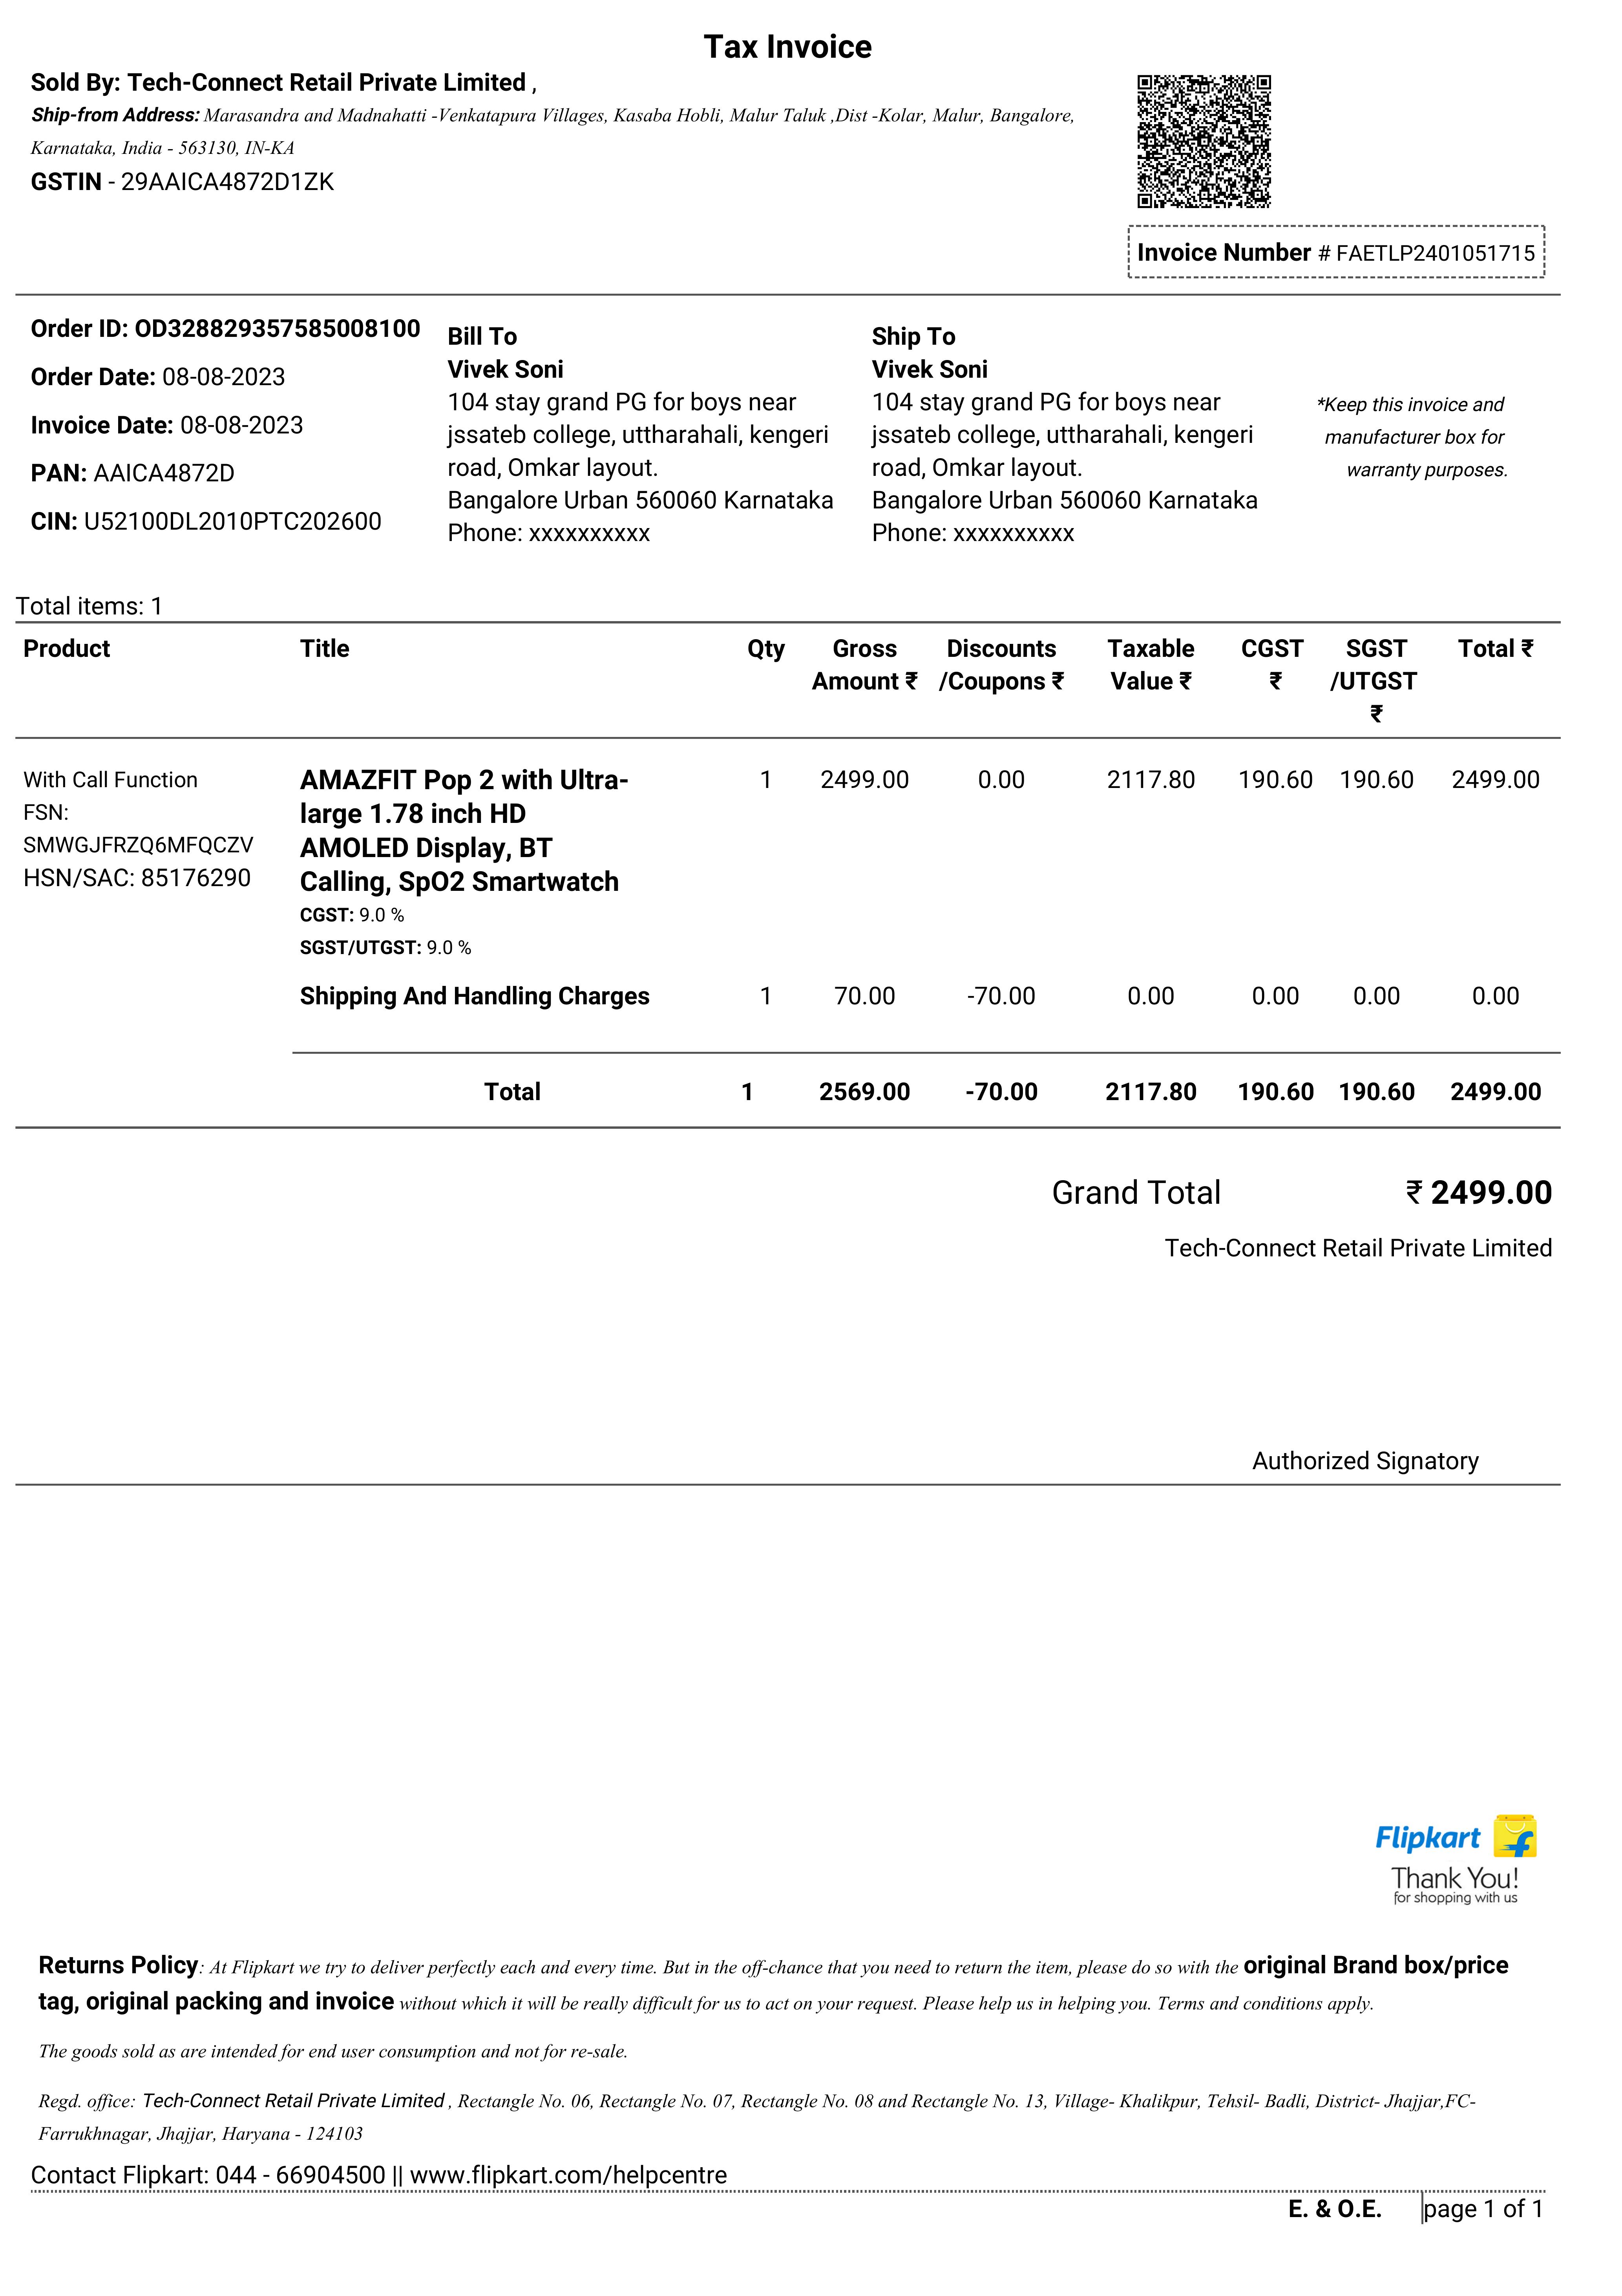 Tax Invoice
Sold By: Tech-Connect Retail Private Limited ,
Ship-from Address: Marasandra and Madnahatti -Venkatapura Villages, Kasaba Hobli, Malur Taluk ,Dist -Kolar, Malur, Bangalore,
Karnataka, India - 563130, IN-KA
GSTIN - 29AAICA4872D1ZK
Invoice Number # FAETLP2401051715
Order ID: OD328829357585008100
Order Date: 08-08-2023
Invoice Date: 08-08-2023
PAN: AAICA4872D
CIN: U52100DL2010PTC202600
Bill To
Vivek Soni
104 stay grand PG for boys near
jssateb college, uttharahali, kengeri
road, Omkar layout.
Bangalore Urban 560060 Karnataka
Phone: xxxxxxxxxx
Ship To
Vivek Soni
104 stay grand PG for boys near
jssateb college, uttharahali, kengeri
road, Omkar layout.
Bangalore Urban 560060 Karnataka
Phone: xxxxxxxxxx
*Keep this invoice and
manufacturer box for
warranty purposes.
Total items: 1
Product Title Qty Gross Discounts Taxable CGST SGST Total ₹
Amount ₹ /Coupons ₹ Value ₹ ₹ /UTGST
₹
With Call Function
FSN:
SMWGJFRZQ6MFQCZV
HSN/SAC: 85176290
AMAZFIT Pop 2 with Ultra- 1 2499.00 0.00 2117.80 190.60 190.60 2499.00
large 1.78 inch HD
AMOLED Display, BT
Calling, SpO2 Smartwatch
CGST: 9.0 %
SGST/UTGST: 9.0 %
Shipping And Handling Charges 1 70.00 -70.00 0.00 0.00 0.00 0.00
Total 1 2569.00 -70.00 2117.80 190.60 190.60 2499.00
Grand Total ₹ 2499.00
Tech-Connect Retail Private Limited
Authorized Signatory
Flipkart
Thank You!
for shopping with us
Returns Policy: At Flipkart we try to deliver perfectly each and every time. But in the off-chance that you need to return the item, please do so with the original Brand box/price
tag, original packing and invoice without which it will be really difficult for us to act on your request. Please help us in helping you. Terms and conditions apply.
The goods sold as are intended for end user consumption and not for re-sale.
Regd. office: Tech-Connect Retail Private Limited , Rectangle No. 06, Rectangle No. 07, Rectangle No. 08 and Rectangle No. 13, Village- Khalikpur, Tehsil- Badli, District- Jhajjar,FC-
Farrukhnagar, Jhajjar, Haryana - 124103
Contact Flipkart: 044 - 66904500 || www.flipkart.com/helpcentre
E. & O.E. page 1 of 1